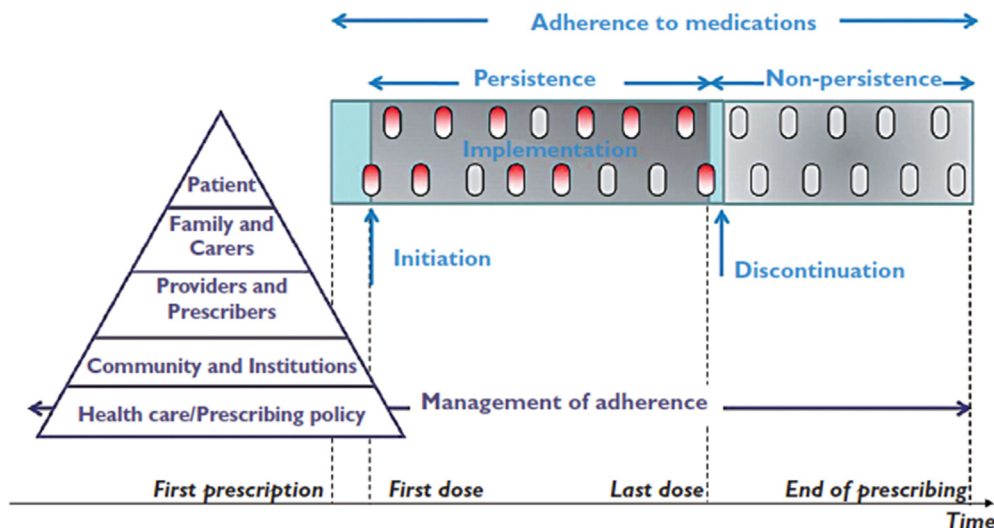 Adherence to medications
Persistence
Non-persistence
Implementation
Patient
Family and
Carers
Providers and
Prescribers
Community and Institutions
Health care/Prescribing policy
Initiation
Discontinuation
Management of adherence
First prescription
First dose
Last dose
End of prescribing
Time